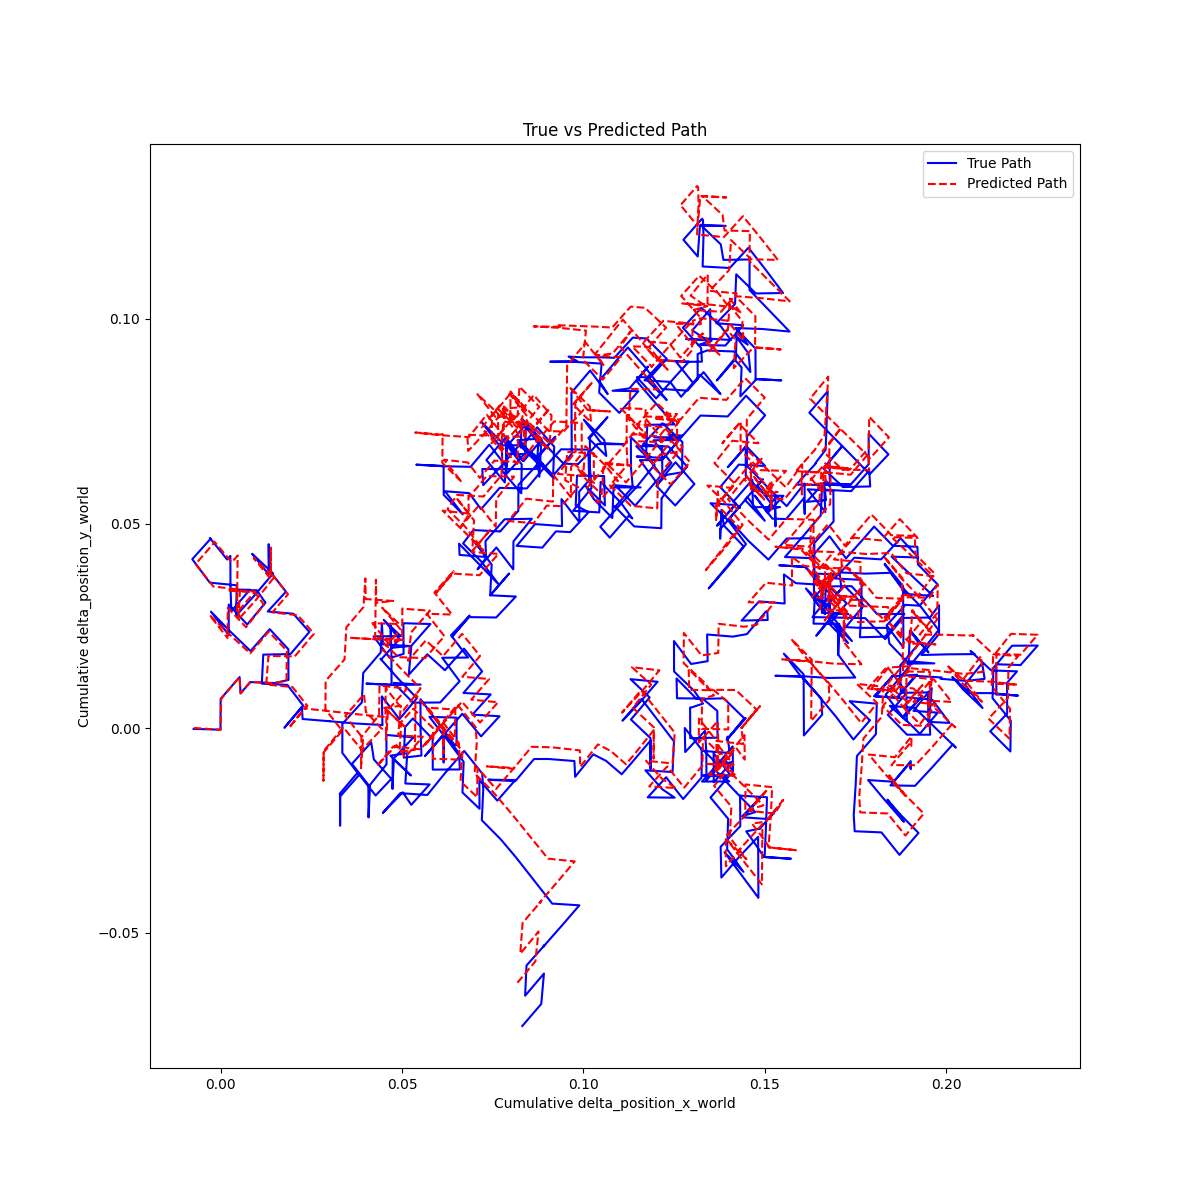 True vs Predicted Path
True Path
Predicted Path
0.10
0.05
0.00
−0.05
Cumulative delta_position_y_world
0.00 0.05 0.10 0.15 0.20
Cumulative delta_position_x_world